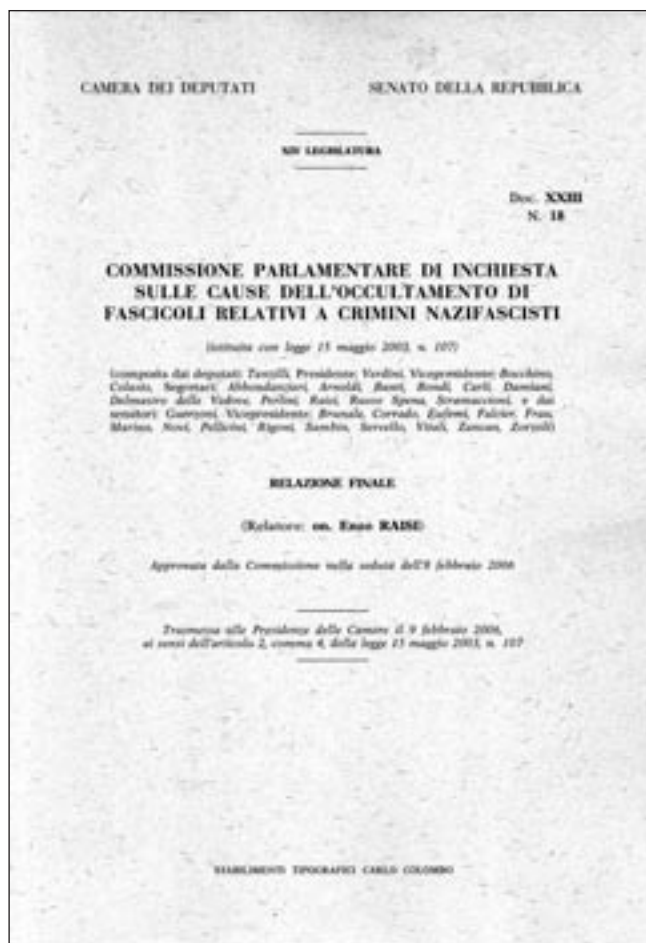 CAMERA DEI DEPUTATI SENATO DELLA REPUBBLICA
XIV LEGISLATURA
Doc. XXIII
N. 18
COMMISSIONE PARLAMENTARE DI INCHIESTA
SULLE CAUSE DELL'OCCULTAMENTO DI
FASCICOLI RELATIVI A CRIMINI NAZIFASCISTI
(istituita con legge 15 maggio 2003, n. 107)
(composta dai deputati: Tanzilli, Presidente; Verdini, Vicepresidente; Bocchino,
Colasio, Segretari; Abbondanzieri, Arnoldi, Banti, Bondi, Carli, Damiani,
Delmastro delle Vedove, Perlini, Raisi, Russo Spena, Stramaccioni, e dai
senatori: Guerzoni, Vicepresidente; Brunale, Corrado, Eufemi, Falcier, Frau,
Marino, Novi, Pellicini, Rigoni, Sambin, Servello, Vitali, Zancan, Zorzoli)
RELAZIONE FINALE
(Relatore: on. Enzo RAISI)
Approvata dalla Commissione nella seduta dell'8 febbraio 2006
Trasmessa alle Presidenze delle Camere il 9 febbraio 2006,
ai sensi dell'articolo 2, comma 4, della legge 15 maggio 2003, n. 107
STABILIMENTI TIPOGRAFICI CARLO COLOMBO